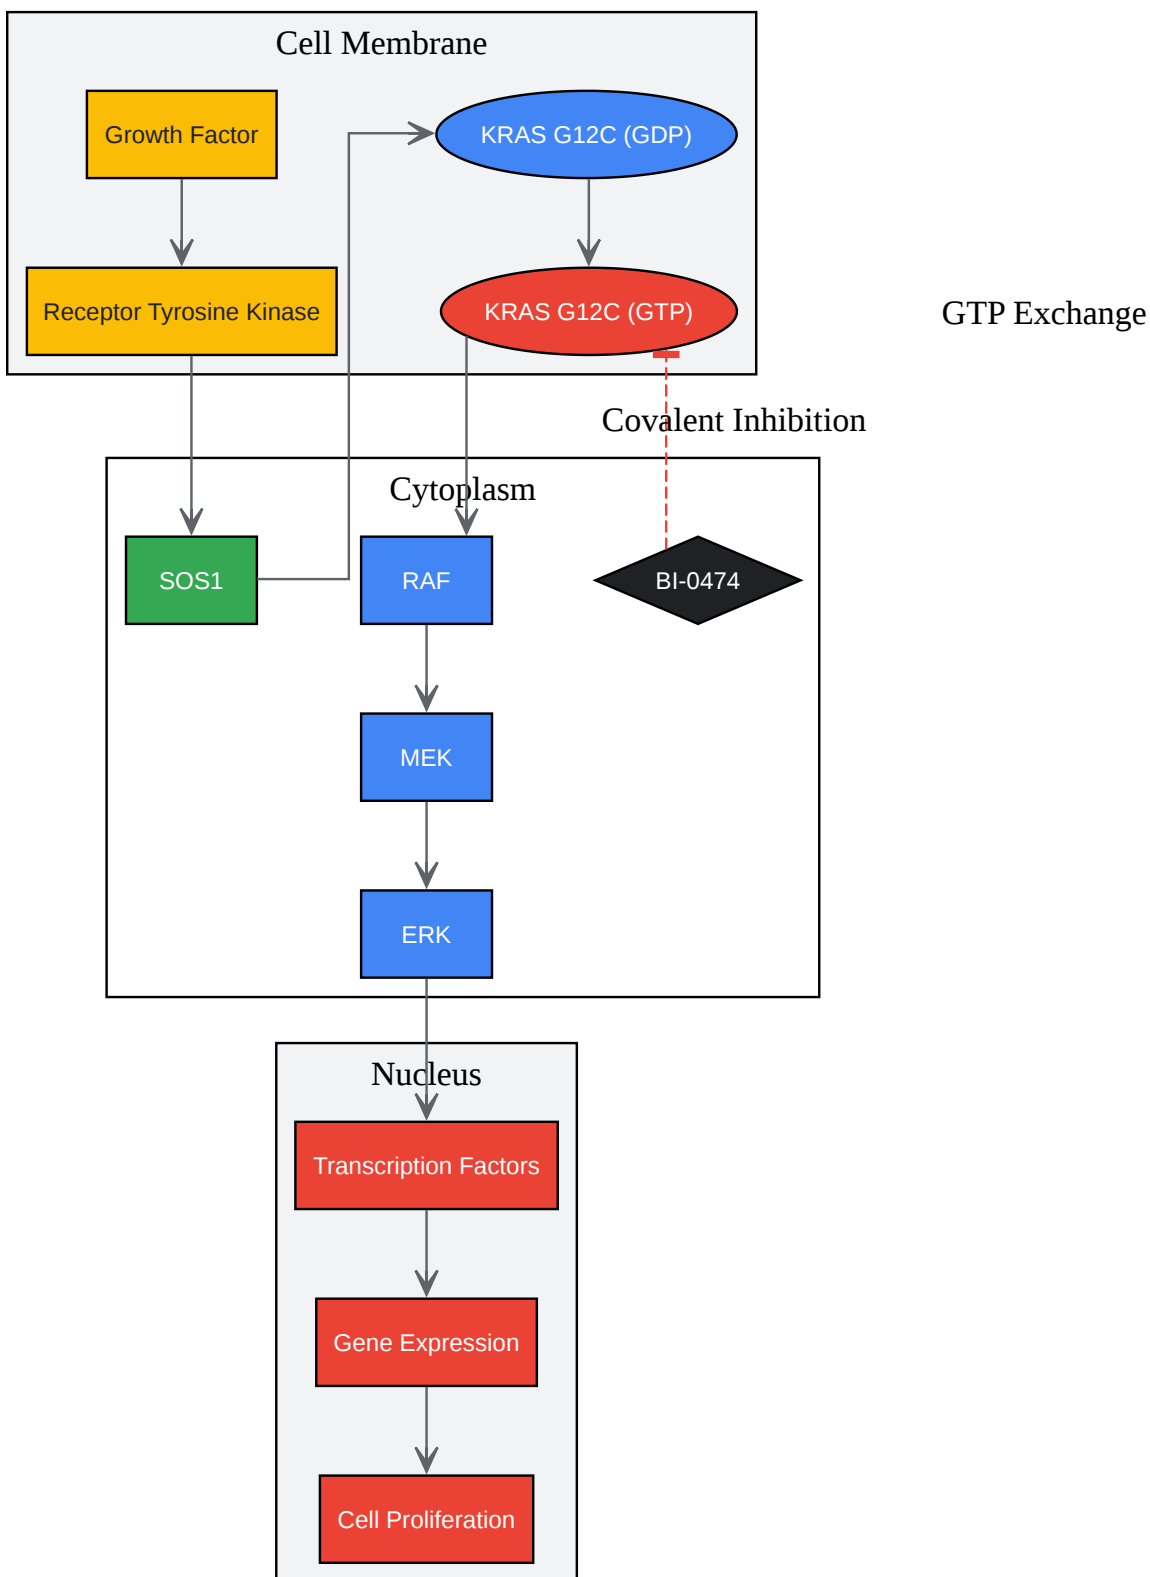 Cell Membrane
Growth Factor
KRAS G12C (GDP)
Receptor Tyrosine Kinase
KRAS G12C (GTP)
GTP Exchange
Covalent Inhibition
Cytoplasm
SOS1
RAF
BI-0474
MEK
ERK
Nucleus
Transcription Factors
Gene Expression
Cell Proliferation